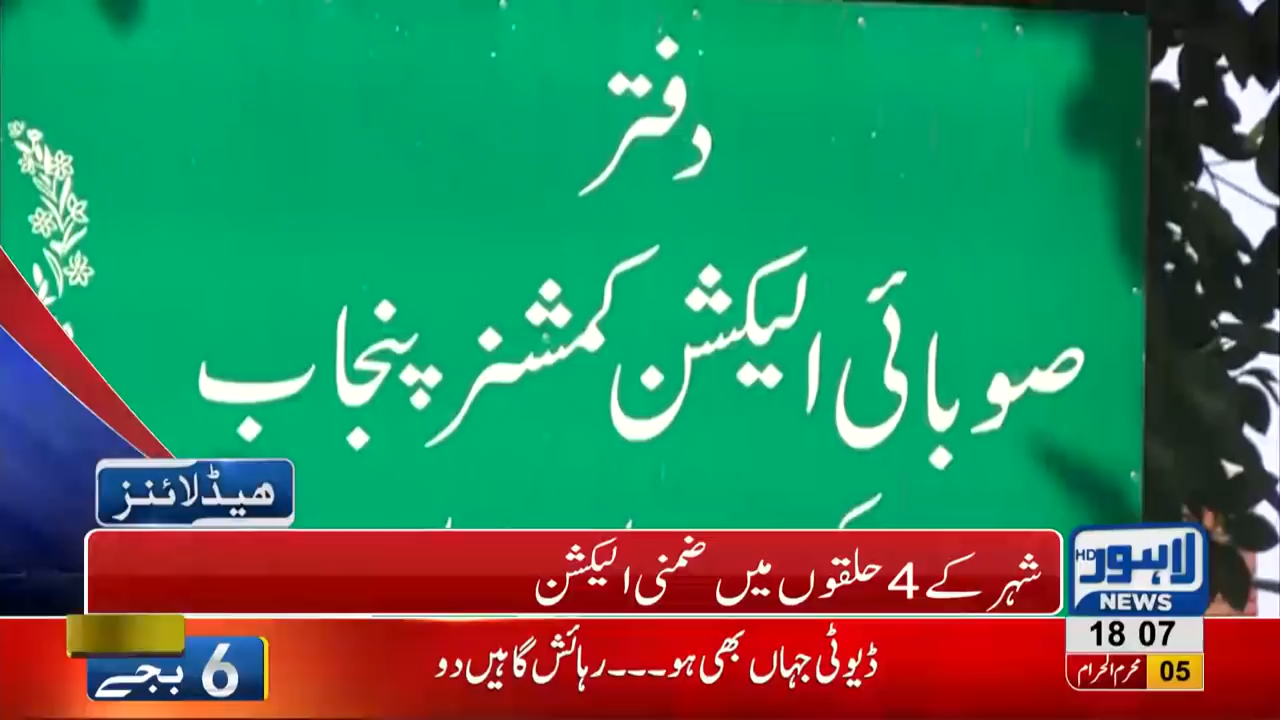 دفتر
صوبائی الیکشن کمشنر پنجاب
ھیڈلائنز
شہر کے 4 حلقوں میں ضمنی الیکشن
HD لاہور
NEWS
18 07
05 محرم الحرام
6 بجے
ڈیوٹی جہاں بھی ہو۔۔۔رہائش گاہیں دو